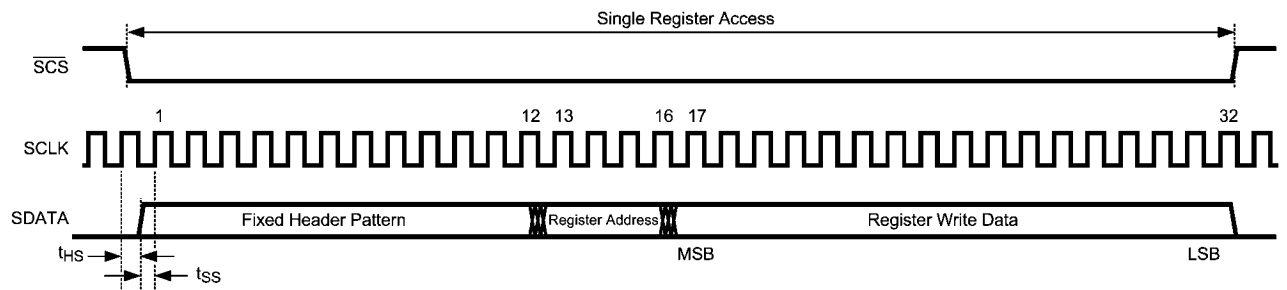 Single Register Access
SCS
1 12 13 16 17 32
SCLK
SDATA Fixed Header Pattern Register Address Register Write Data
tHS MSB LSB
tSS